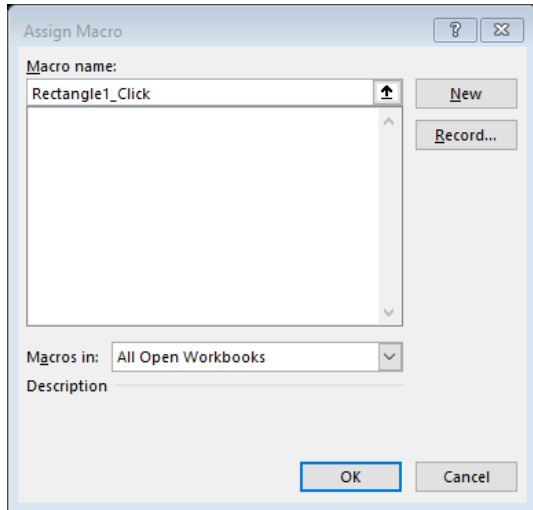 Assign Macro
Macro name:
Rectangle1_Click
New
Record...
Macros in: All Open Workbooks
Description
OK Cancel